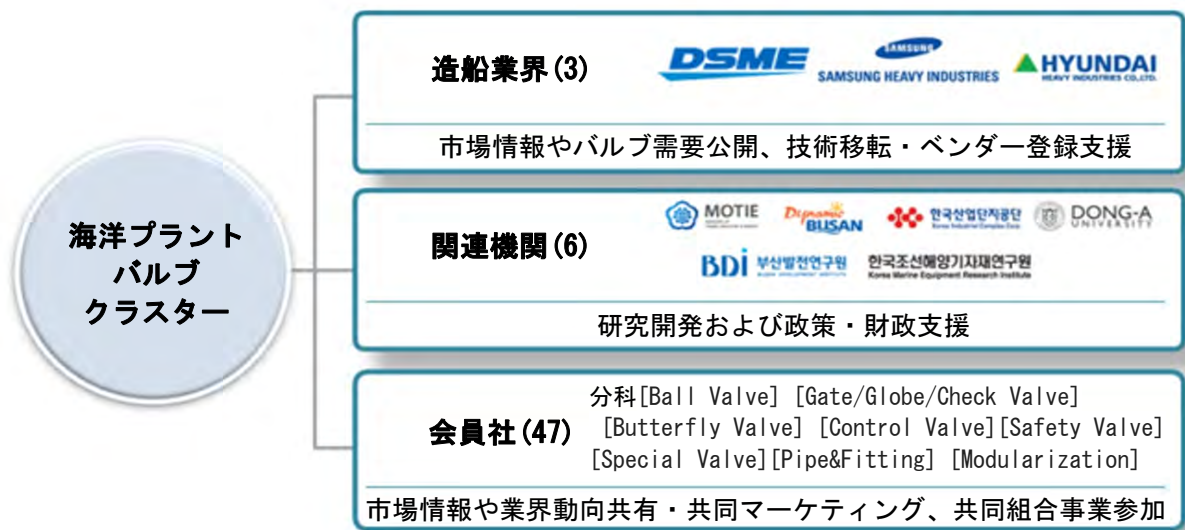 海洋プラント
バルブ
クラスター
造船業界(3)
DSME
SAMSUNG
SAMSUNG HEAVY INDUSTRIES
HYUNDAI
HEAVY INDUSTRIES CO.,LTD.
市場情報やバルブ需要公開、技術移転・ベンダー登録支援
関連機関(6)
MOTIE
Dynamic
BUSAN
한국산업단지공단
Korea Industrial Complex Corp.
DONG-A
UNIVERSITY
BDi 부산발전연구원
BUSAN DEVELOPMENT INSTITUTE
한국조선해양기자재연구원
Korea Marine Equipment Research Institute
研究開発および政策・財政支援
会員社(47)
分科[Ball Valve] [Gate/Globe/Check Valve]
[Butterfly Valve] [Control Valve][Safety Valve]
[Special Valve][Pipe&Fitting] [Modularization]
市場情報や業界動向共有・共同マーケティング、共同組合事業参加